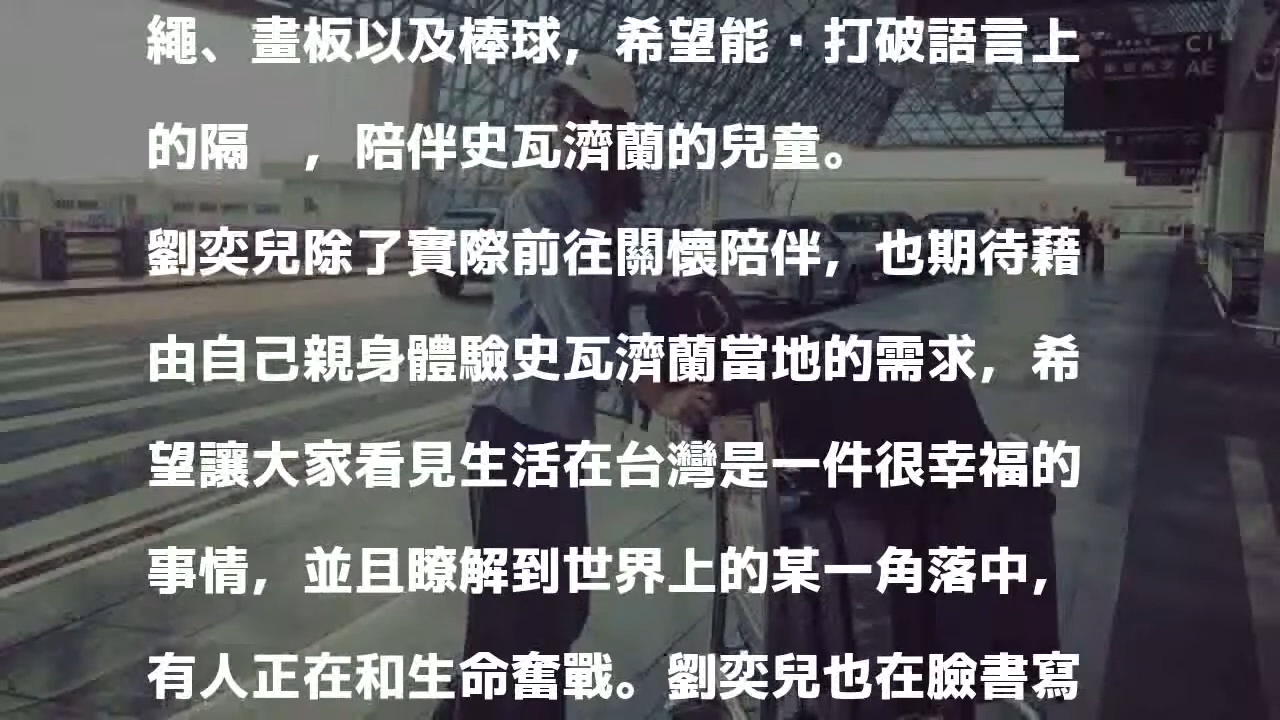 繩、畫板以及棒球，希望能·打破語言上
的隔　，陪伴史瓦濟蘭的兒童。
劉奕兒除了實際前往關懷陪伴，也期待藉
由自己親身體驗史瓦濟蘭當地的需求，希
望讓大家看見生活在台灣是一件很幸福的
事情，並且瞭解到世界上的某一角落中，
有人正在和生命奮戰。劉奕兒也在臉書寫
CI
AE